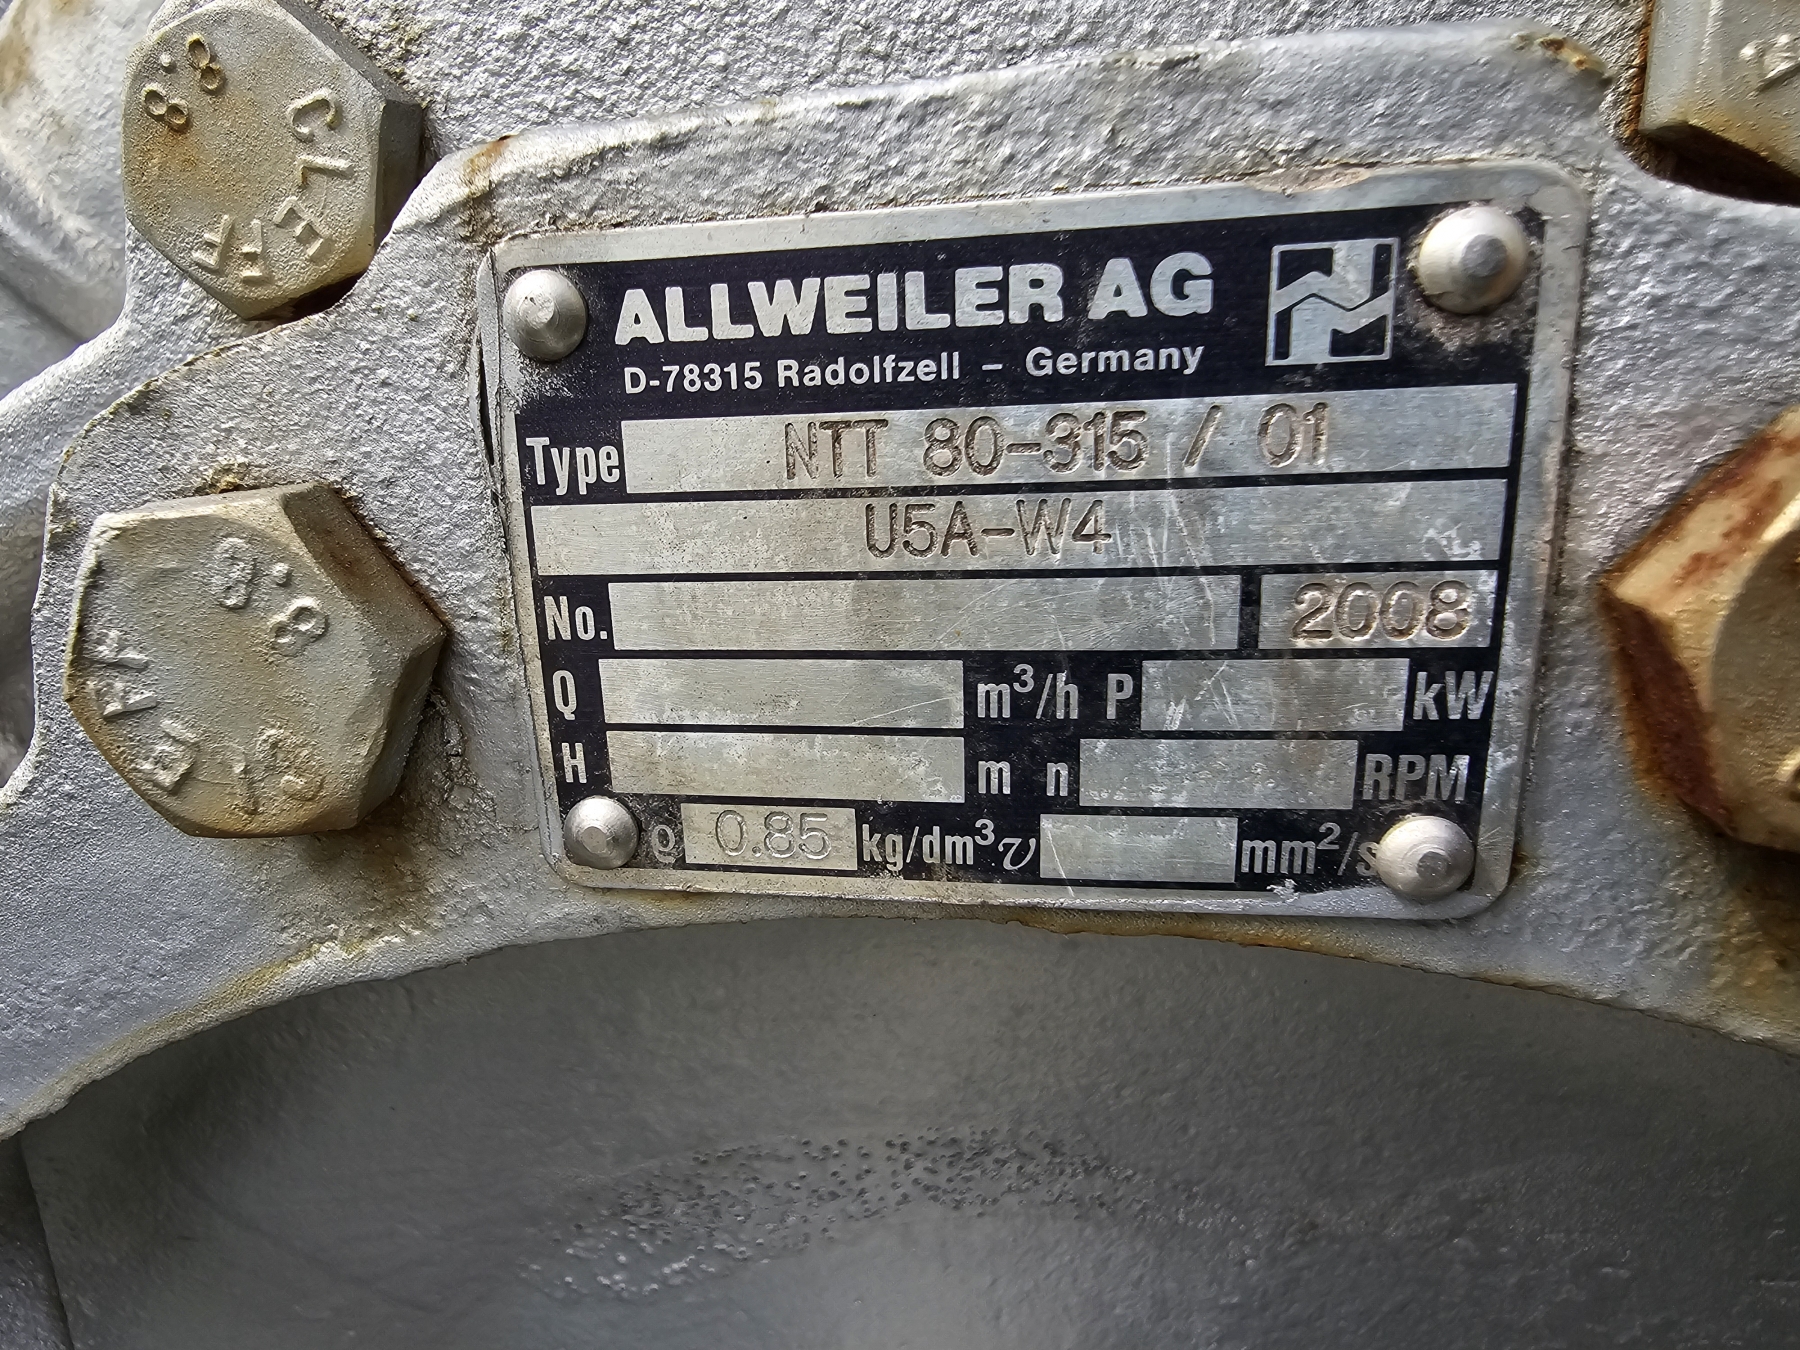 8.8
CLEFF
ALLWEILER AG
D-78315 Radolfzell – Germany
Type NTT 80-315 / 01
U5A-W4
No. 2008
Q m³/h P kW
H m n RPM
ϱ 0.85 kg/dm³ ν mm²/s
8.8